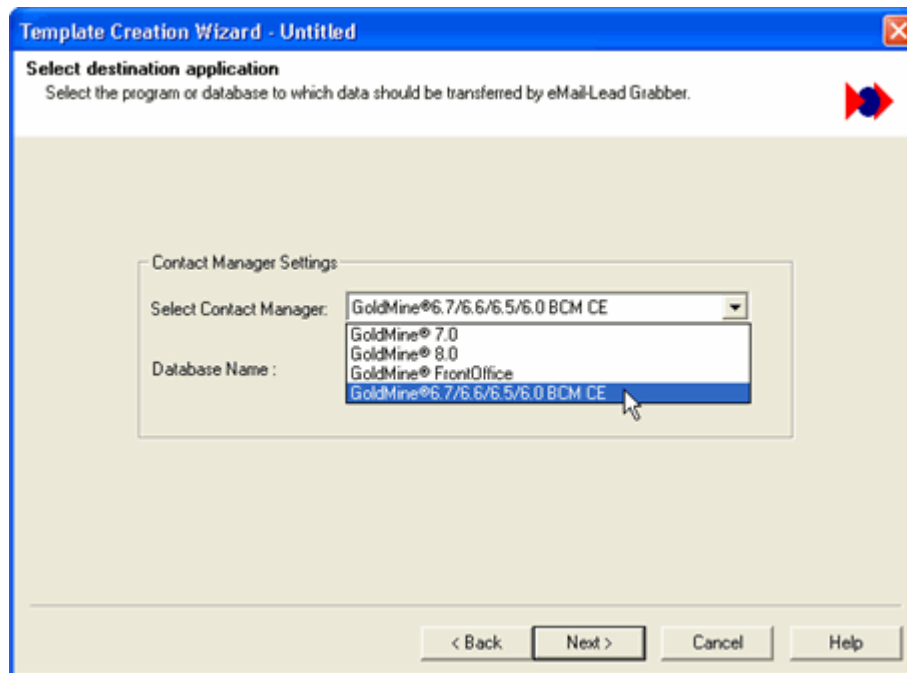 Template Creation Wizard - Untitled
Select destination application
Select the program or database to which data should be transferred by eMail-Lead Grabber.
Contact Manager Settings
Select Contact Manager: GoldMine®6.7/6.6/6.5/6.0 BCM CE
GoldMine® 7.0
GoldMine® 8.0
GoldMine® FrontOffice
Database Name :
GoldMine®6.7/6.6/6.5/6.0 BCM CE
< Back Next > Cancel Help